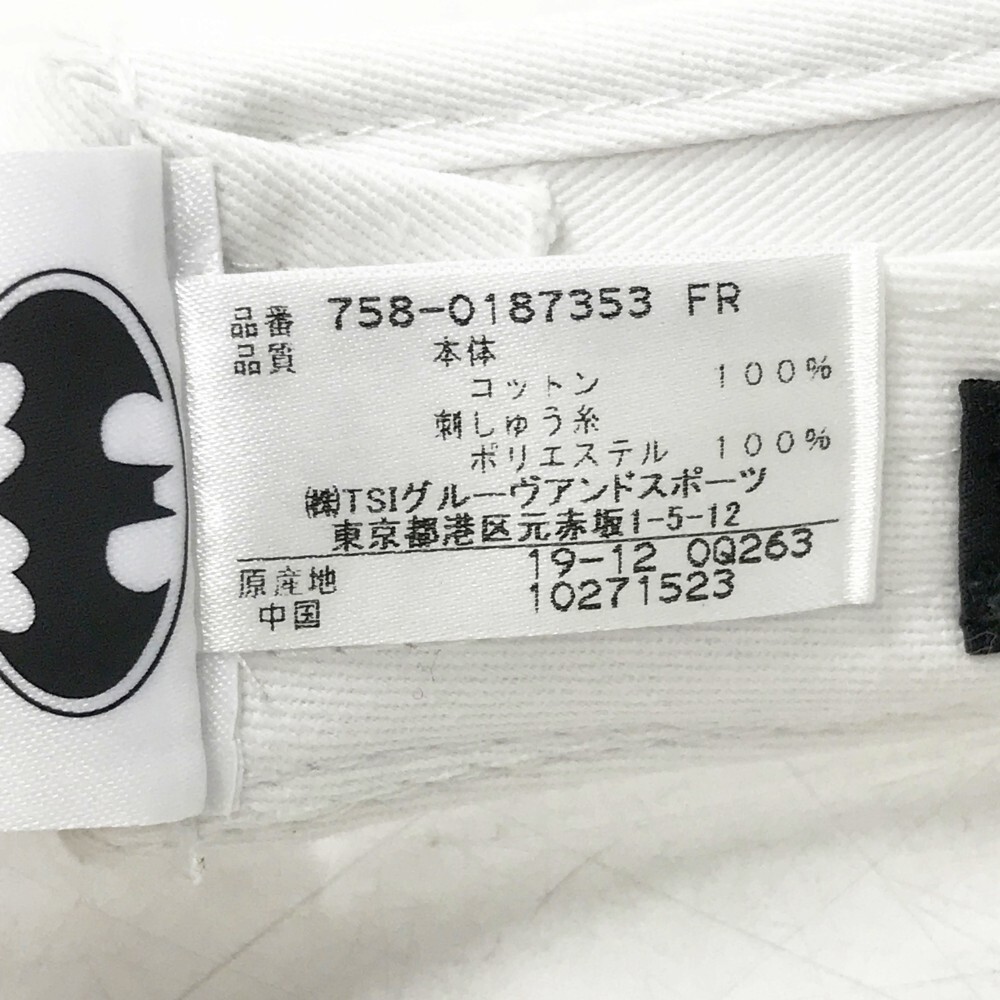 品番 758-0187353 FR
品質 本体
コットン 100%
刺しゅう糸
ポリエステル 100%
㈱TSIグルーヴアンドスポーツ
東京都港区元赤坂1-5-12
19-12 0Q263
原産地 10271523
中国